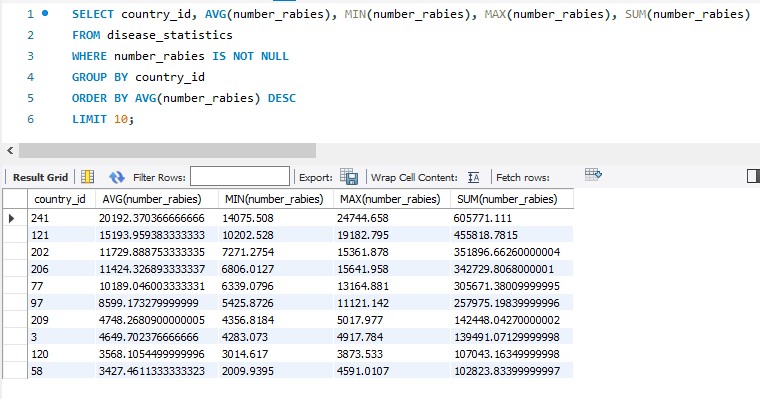 1 SELECT country_id, AVG(number_rabies), MIN(number_rabies), MAX(number_rabies), SUM(number_rabies)
2 FROM disease_statistics
3 WHERE number_rabies IS NOT NULL
4 GROUP BY country_id
5 ORDER BY AVG(number_rabies) DESC
6 LIMIT 10;
Result Grid Filter Rows: Export: Wrap Cell Content: Fetch rows:
country_id AVG(number_rabies) MIN(number_rabies) MAX(number_rabies) SUM(number_rabies)
241 20192.370366666666 14075.508 24744.658 605771.111
121 15193.959383333333 10202.528 19182.795 455818.7815
202 11729.888753333335 7271.2754 15361.878 351896.66260000004
206 11424.326893333337 6806.0127 15641.958 342729.8068000001
77 10189.046003333331 6339.0796 13164.881 305671.38009999995
97 8599.173279999999 5425.8726 11121.142 257975.19839999996
209 4748.2680900000005 4356.8184 5017.977 142448.04270000002
3 4649.702376666666 4283.073 4917.784 139491.07129999998
120 3568.1054499999996 3014.617 3873.533 107043.16349999998
58 3427.4611333333323 2009.9395 4591.0107 102823.83399999997